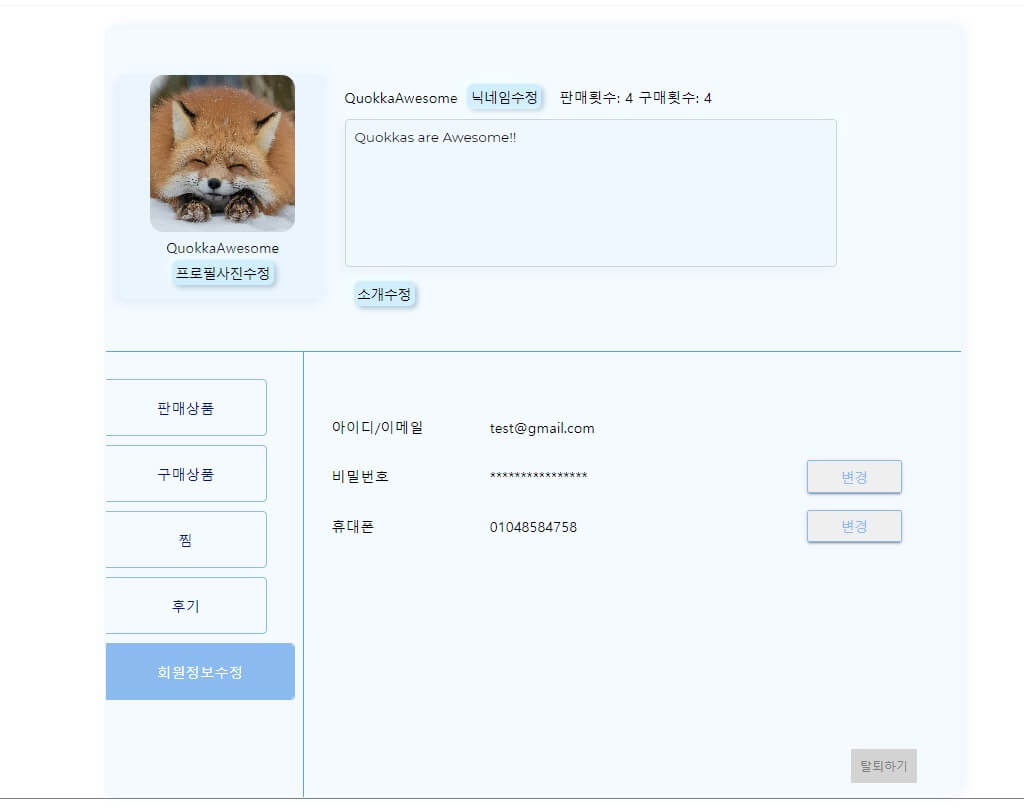 QuokkaAwesome 닉네임수정 판매횟수: 4 구매횟수: 4
Quokkas are Awesome!!
QuokkaAwesome
프로필사진수정
소개수정
판매상품
구매상품
찜
후기
회원정보수정
아이디/이메일 test@gmail.com
비밀번호 **************** 변경
휴대폰 01048584758 변경
탈퇴하기